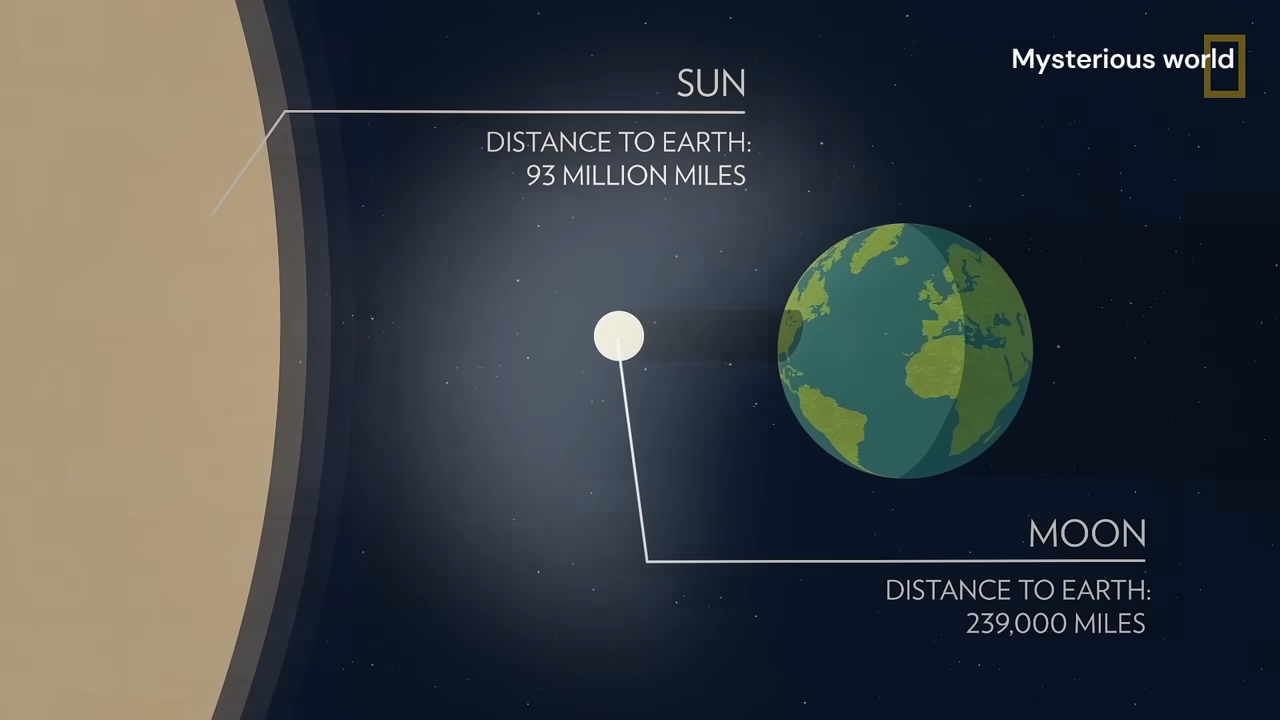 Mysterious world
SUN
DISTANCE TO EARTH:
93 MILLION MILES
MOON
DISTANCE TO EARTH:
239,000 MILES